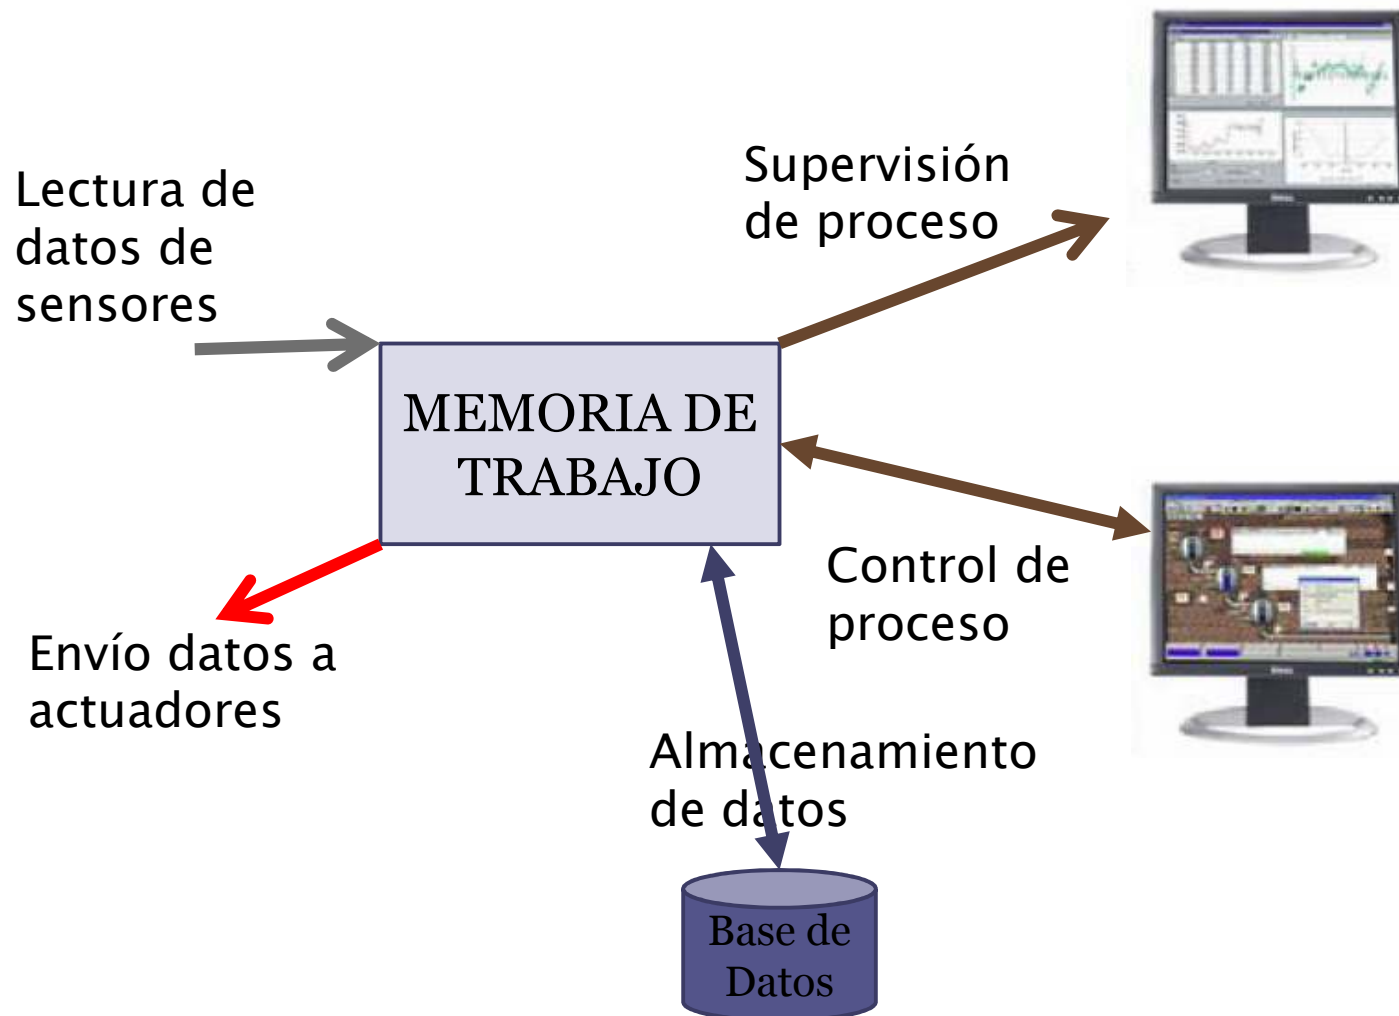 Lectura de
datos de
sensores
Supervisión
de proceso
MEMORIA DE
TRABAJO
Control de
proceso
Envío datos a
actuadores
Almacenamiento
de datos
Base de
Datos